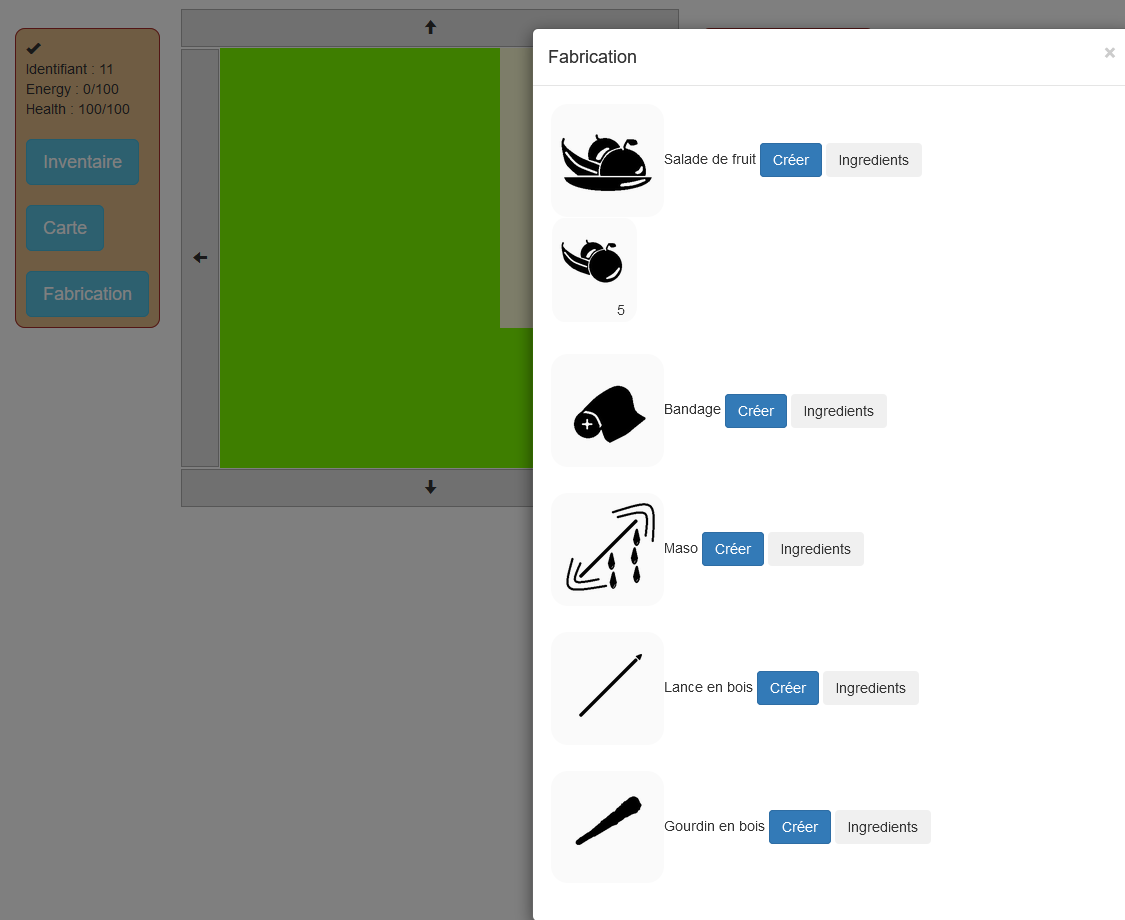 Identifiant : 11
Energy : 0/100
Health : 100/100
Inventaire
Carte
Fabrication
Fabrication
×
Salade de fruit Créer Ingredients
5
Bandage Créer Ingredients
Maso Créer Ingredients
Lance en bois Créer Ingredients
Gourdin en bois Créer Ingredients